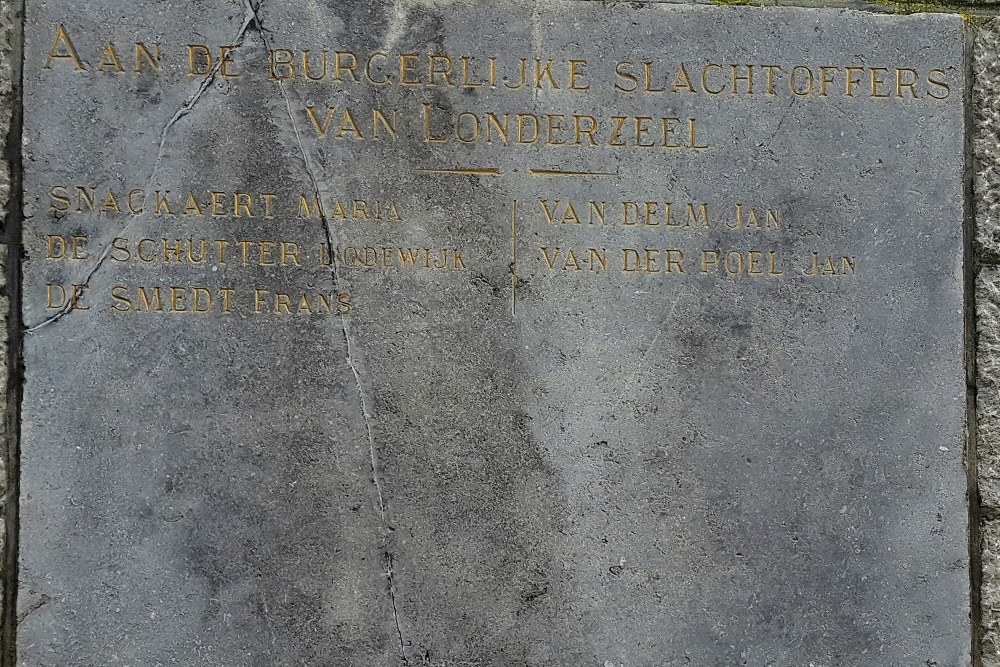 AAN DE BURGERLIJKE SLACHTOFFERS
VAN LONDERZEEL
SNACKAERT MARIA
DE SCHUTTER LODEWIJK
DE SMEDT FRANS
VAN DELM JAN
VAN DER POEL JAN